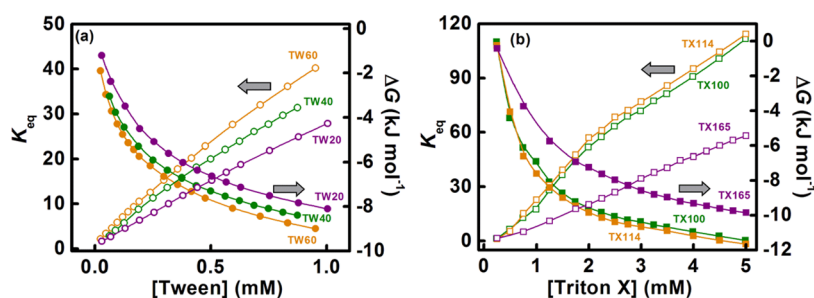 (a)
50
40
30
20
10
0
K_eq
TW60
TW40
TW20
TW20
TW40
TW60
0
-2
-4
-6
-8
-10
ΔG (kJ mol⁻¹)
0.0 0.5 1.0
[Tween] (mM)
(b)
120
90
60
30
0
K_eq
TX114
TX100
TX165
TX165
TX100
TX114
0
-2
-4
-6
-8
-10
-12
ΔG (kJ mol⁻¹)
0 1 2 3 4 5
[Triton X] (mM)